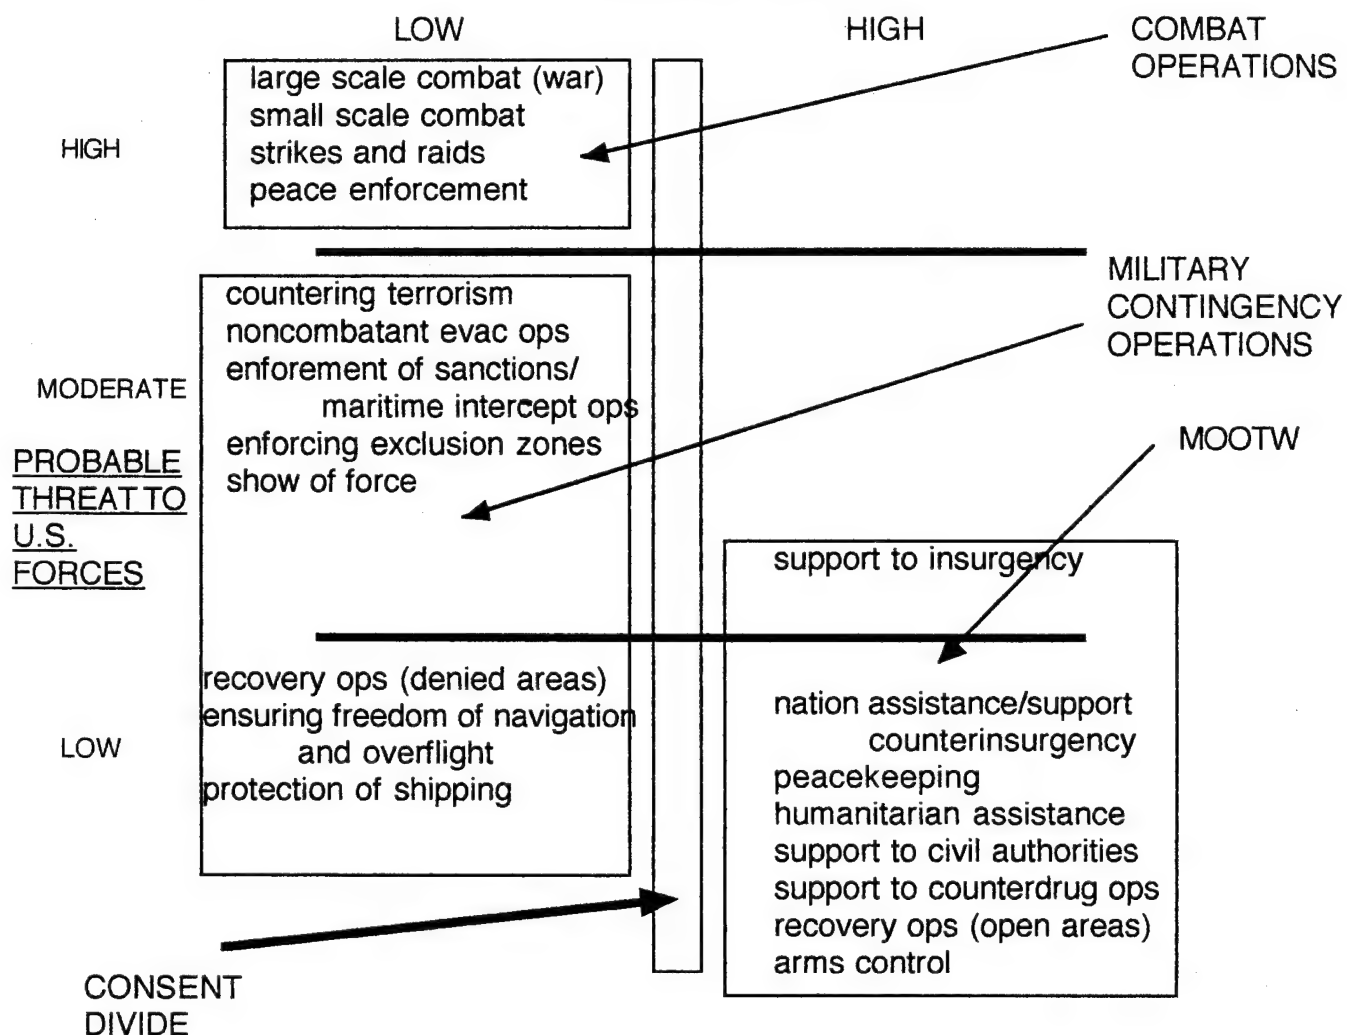 LOW
HIGH
COMBAT
OPERATIONS
HIGH
large scale combat (war)
small scale combat
strikes and raids
peace enforcement
MILITARY
CONTINGENCY
OPERATIONS
MODERATE
countering terrorism
noncombatant evac ops
enforement of sanctions/
maritime intercept ops
enforcing exclusion zones
show of force
MOOTW
PROBABLE
THREAT TO
U.S.
FORCES
support to insurgency
LOW
recovery ops (denied areas)
ensuring freedom of navigation
and overflight
protection of shipping
nation assistance/support
counterinsurgency
peacekeeping
humanitarian assistance
support to civil authorities
support to counterdrug ops
recovery ops (open areas)
arms control
CONSENT
DIVIDE